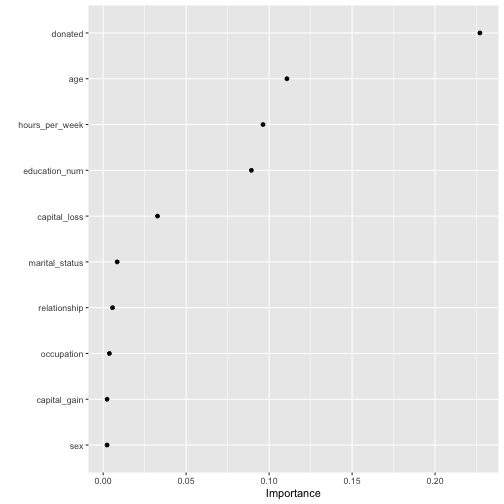 donated
age
hours_per_week
education_num
capital_loss
marital_status
relationship
occupation
capital_gain
sex
0.00 0.05 0.10 0.15 0.20
Importance